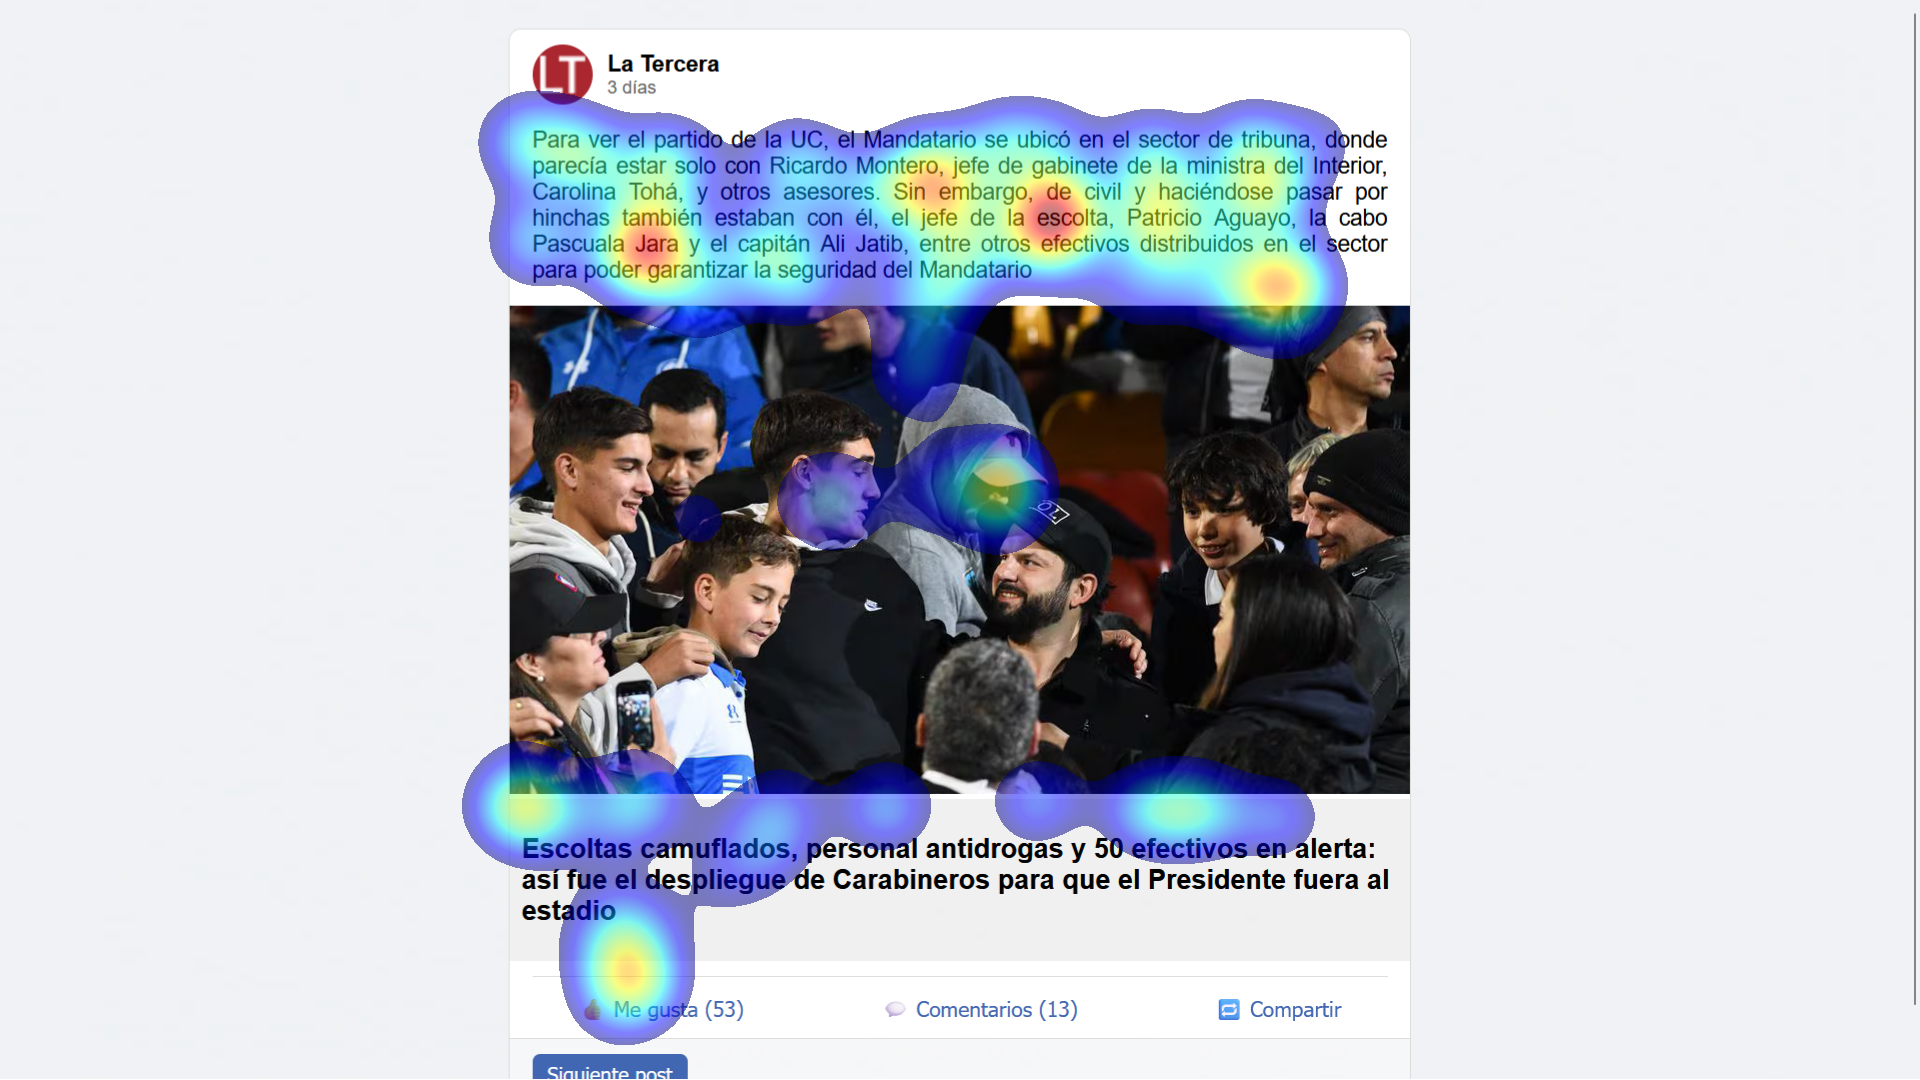 LT
La Tercera
3 días
Para ver el partido de la UC, el Mandatario se ubicó en el sector de tribuna, donde
parecía estar solo con Ricardo Montero, jefe de gabinete de la ministra del Interior,
Carolina Tohá, y otros asesores. Sin embargo, de civil y haciéndose pasar por
hinchas también estaban con él, el jefe de la escolta, Patricio Aguayo, la cabo
Pascuala Jara y el capitán Ali Jatib, entre otros efectivos distribuidos en el sector
para poder garantizar la seguridad del Mandatario
OL
Escoltas camuflados, personal antidrogas y 50 efectivos en alerta:
así fue el despliegue de Carabineros para que el Presidente fuera al
estadio
Me gusta (53)
Comentarios (13)
Compartir
Siguiente post